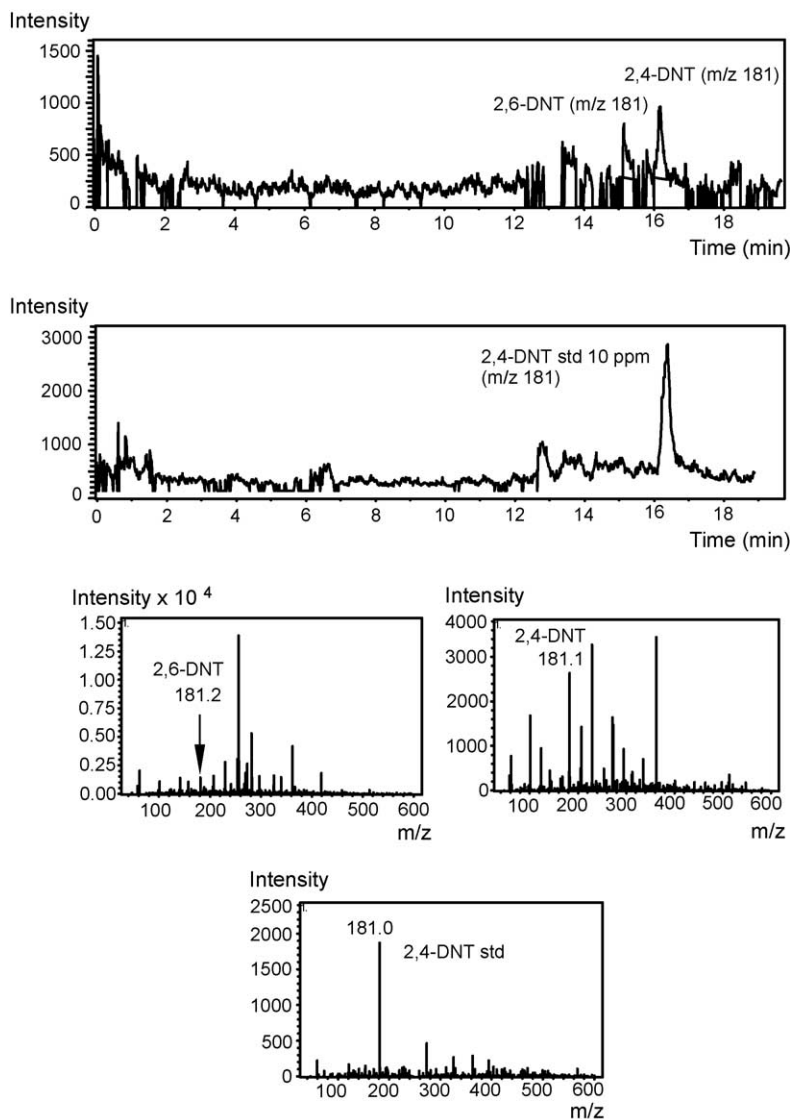 Intensity
1500
1000
500
0
2,6-DNT (m/z 181)
2,4-DNT (m/z 181)
0 2 4 6 8 10 12 14 16 18
Time (min)
Intensity
3000
2000
1000
0
2,4-DNT std 10 ppm
(m/z 181)
0 2 4 6 8 10 12 14 16 18
Time (min)
Intensity x 10 4
1.50
1.25
1.00
0.75
0.50
0.25
0.00
2,6-DNT
181.2
100 200 300 400 500 600
m/z
Intensity
4000
3000
2000
1000
0
2,4-DNT
181.1
100 200 300 400 500 600
m/z
Intensity
2500
2000
1500
1000
500
0
181.0
2,4-DNT std
100 200 300 400 500 600
m/z